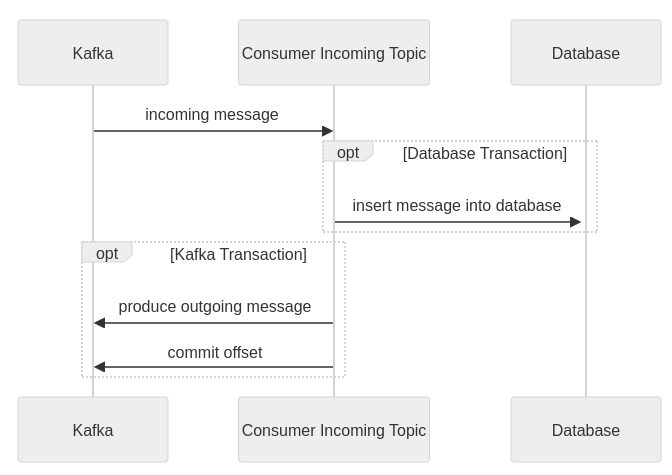 Kafka
Consumer Incoming Topic
Database
incoming message
opt
[Database Transaction]
insert message into database
opt
[Kafka Transaction]
produce outgoing message
commit offset
Kafka
Consumer Incoming Topic
Database